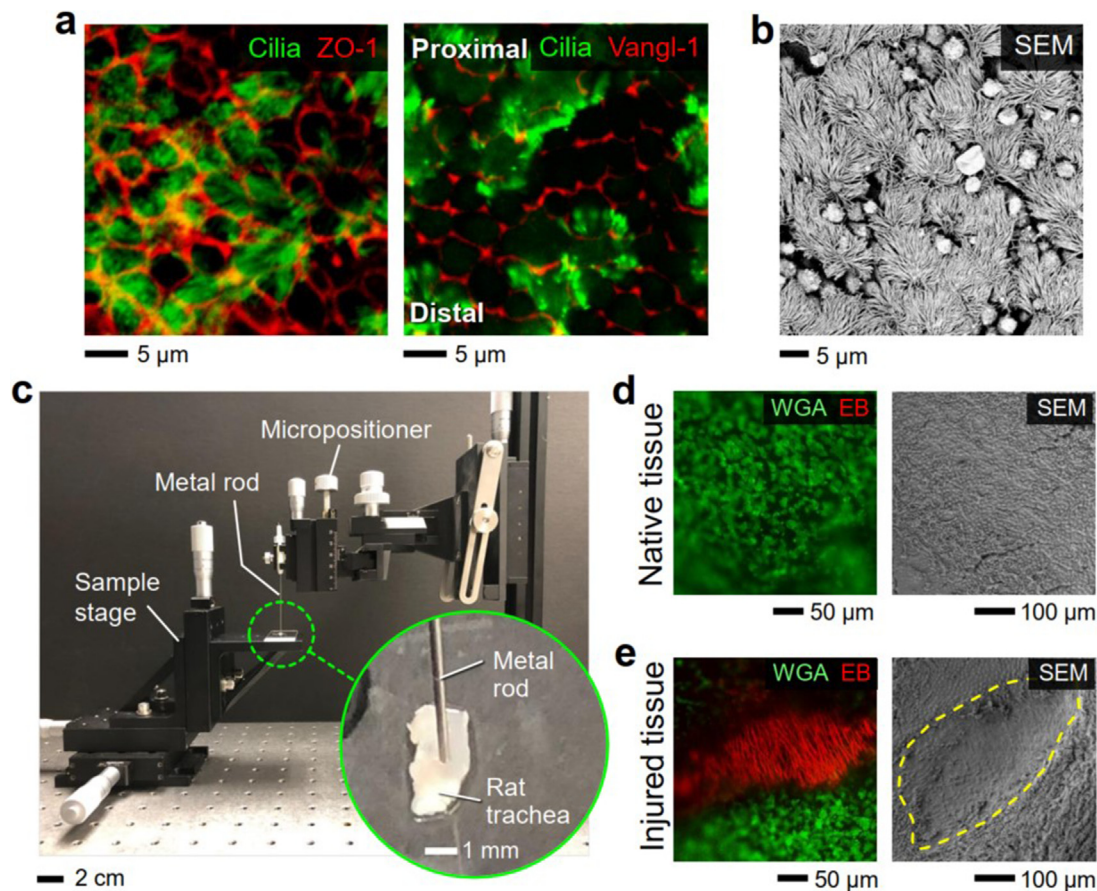 a
Cilia ZO-1
5 µm
Proximal Cilia Vangl-1
Distal
5 µm
b
SEM
5 µm
c
Micropositioner
Metal rod
Sample
stage
Metal
rod
Rat
trachea
1 mm
2 cm
d
Native tissue
WGA EB
50 µm
SEM
100 µm
e
Injured tissue
WGA EB
50 µm
SEM
100 µm